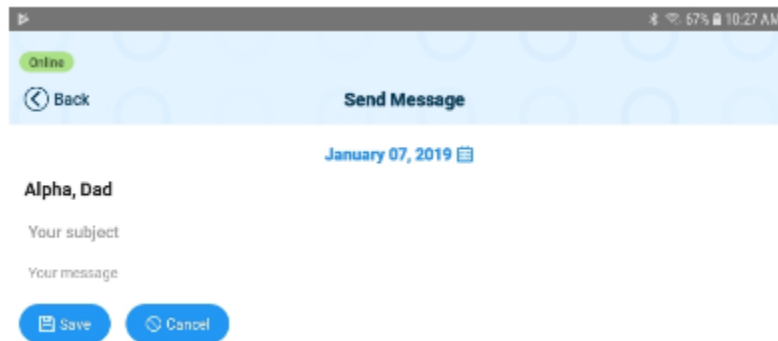 67% 10:27 AM
Online
Back
Send Message
January 07, 2019
Alpha, Dad
Your subject
Your message
Save
Cancel